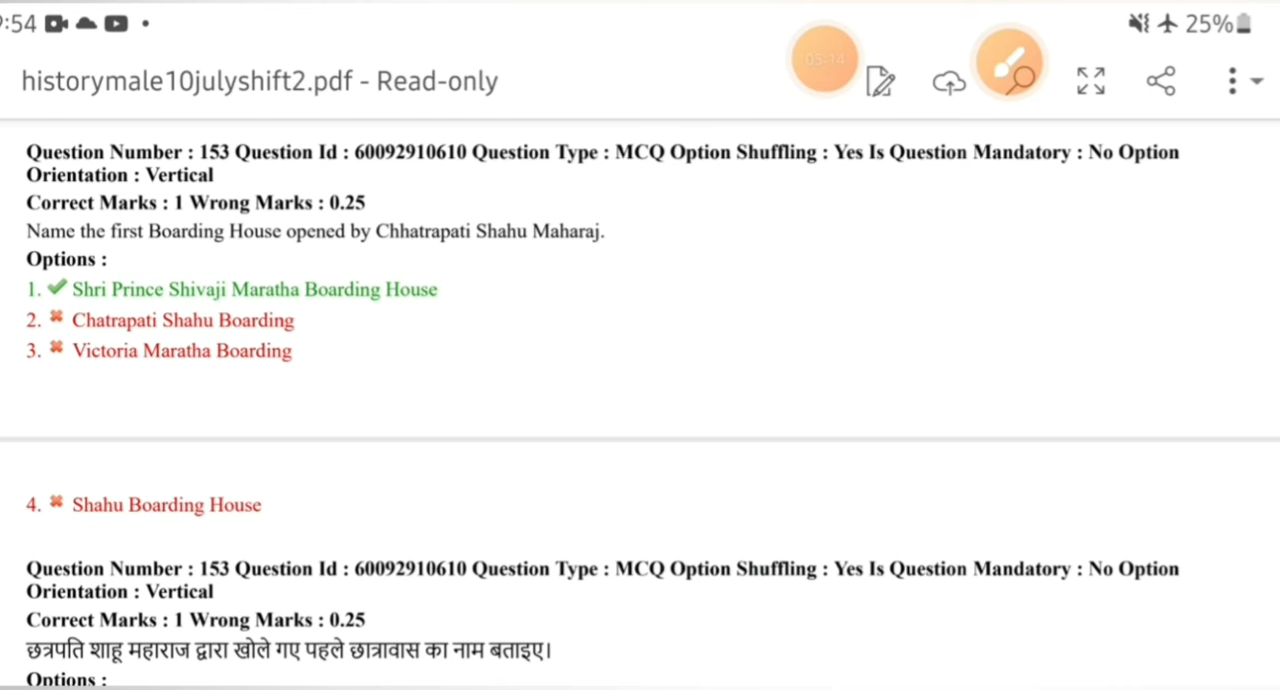 :54
25%
05:14
historymale10julyshift2.pdf - Read-only
Question Number : 153 Question Id : 60092910610 Question Type : MCQ Option Shuffling : Yes Is Question Mandatory : No Option
Orientation : Vertical
Correct Marks : 1 Wrong Marks : 0.25
Name the first Boarding House opened by Chhatrapati Shahu Maharaj.
Options :
1. ✔ Shri Prince Shivaji Maratha Boarding House
2. ✖ Chatrapati Shahu Boarding
3. ✖ Victoria Maratha Boarding
4. ✖ Shahu Boarding House
Question Number : 153 Question Id : 60092910610 Question Type : MCQ Option Shuffling : Yes Is Question Mandatory : No Option
Orientation : Vertical
Correct Marks : 1 Wrong Marks : 0.25
छत्रपति शाहू महाराज द्वारा खोले गए पहले छात्रावास का नाम बताइए।
Options :